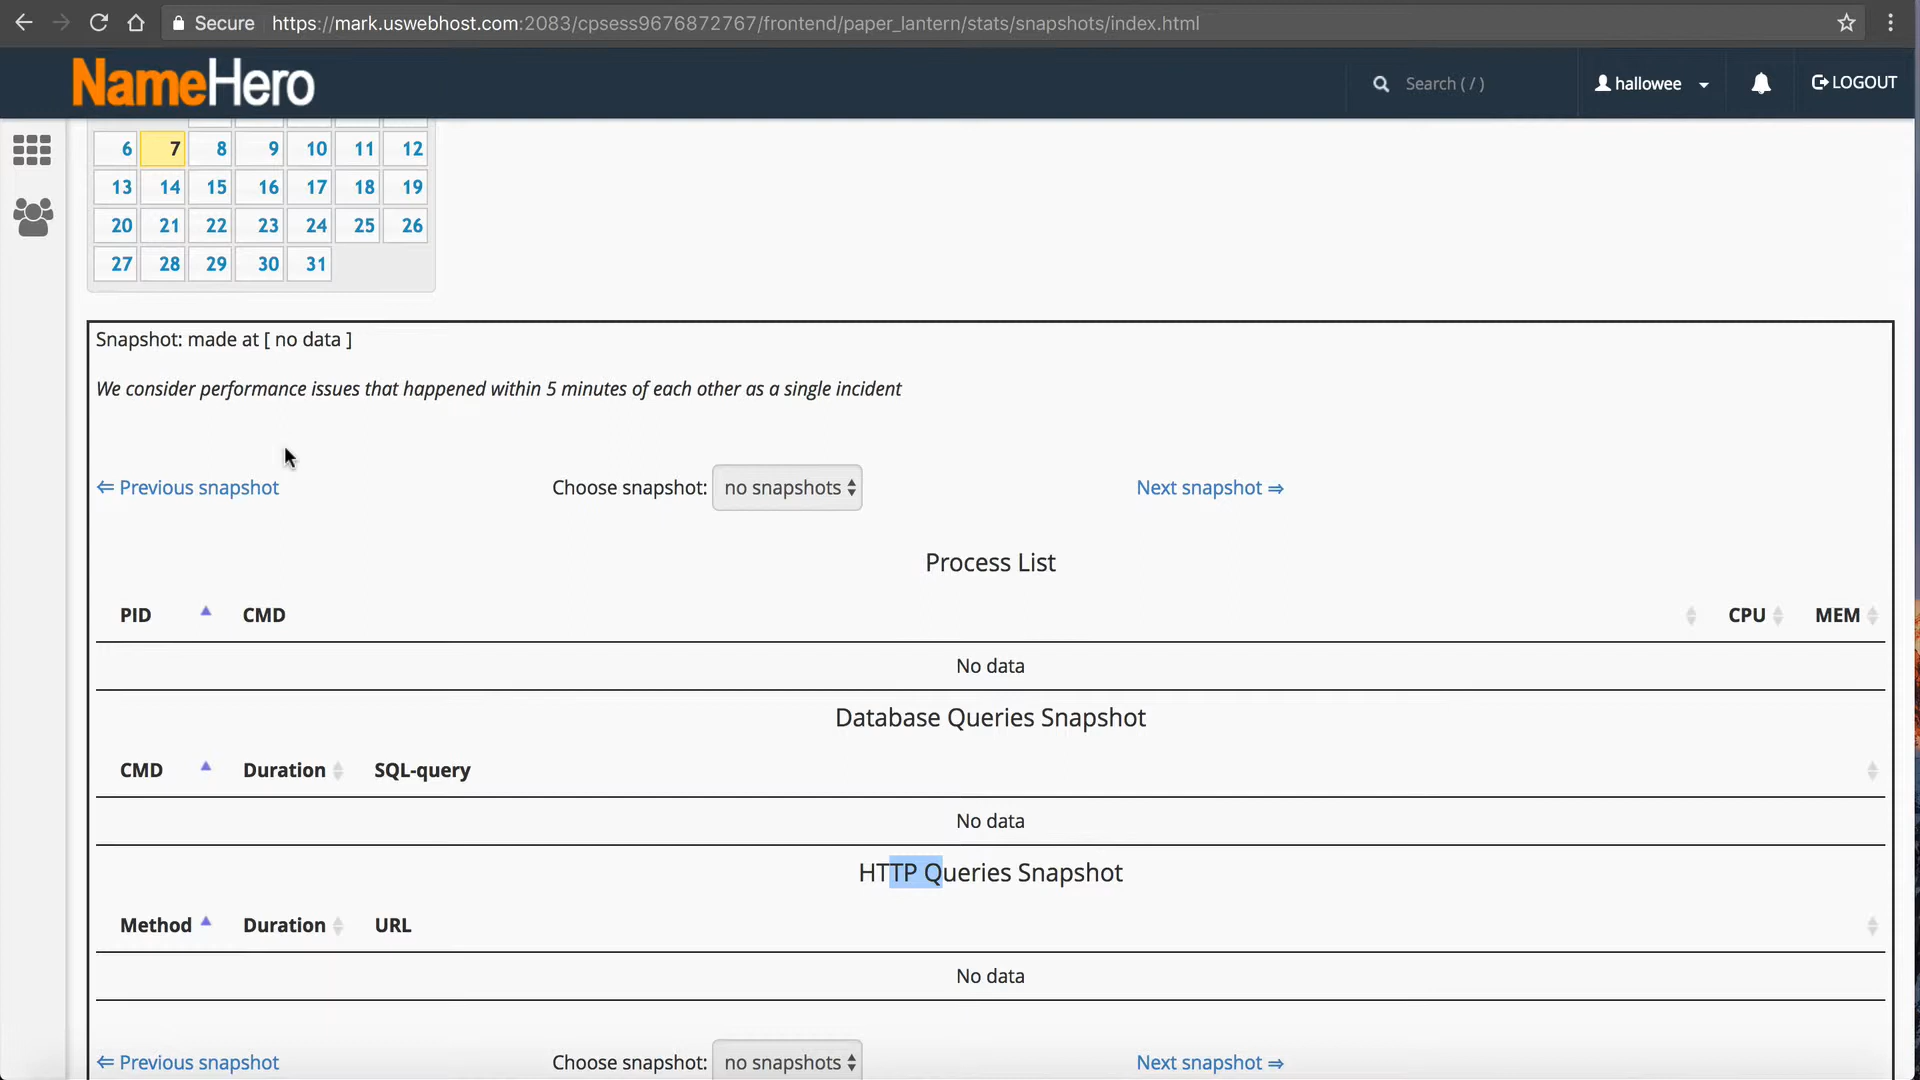 Secure https://mark.uswebhost.com:2083/cpsess9676872767/frontend/paper_lantern/stats/snapshots/index.html
NameHero Search ( / ) hallowee LOGOUT
6 7 8 9 10 11 12
13 14 15 16 17 18 19
20 21 22 23 24 25 26
27 28 29 30 31
Snapshot: made at [ no data ]
We consider performance issues that happened within 5 minutes of each other as a single incident
⇐ Previous snapshot Choose snapshot: no snapshots Next snapshot ⇒
Process List
PID CMD CPU MEM
No data
Database Queries Snapshot
CMD Duration SQL-query
No data
HTTP Queries Snapshot
Method Duration URL
No data
⇐ Previous snapshot Choose snapshot: no snapshots Next snapshot ⇒